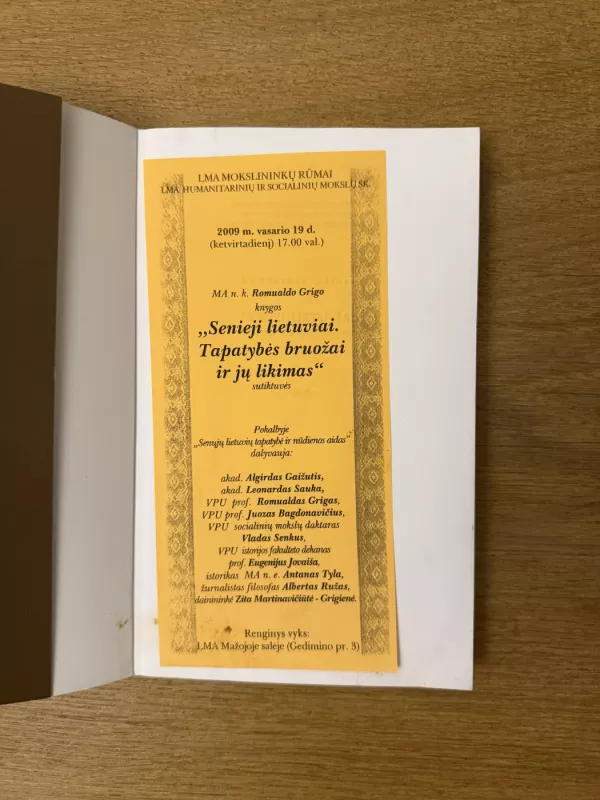 LMA MOKSLININKŲ RŪMAI
LMA HUMANITARINIŲ IR SOCIALINIŲ MOKSLŲ SK.
2009 m. vasario 19 d.
(ketvirtadienį) 17.00 val.)
MA n. k. Romualdo Grigo
knygos
„Senieji lietuviai.
Tapatybės bruožai
ir jų likimas“
sutiktuvės
Pokalbyje
„Senųjų lietuvių tapatybė ir nūdienos aidas“
dalyvauja:
akad. Algirdas Gaižutis,
akad. Leonardas Sauka,
VPU prof. Romualdas Grigas,
VPU prof. Juozas Bagdonavičius,
VPU socialinių mokslų daktaras
Vladas Senkus,
VPU istorijos fakulteto dekanas
prof. Eugenijus Jovaiša,
istorikas MA n. e. Antanas Tyla,
žurnalistas filosofas Albertas Ružas,
dainininkė Zita Martinavičiūtė - Grigienė.
Renginys vyks:
LMA Mažojoje salėje (Gedimino pr. 3)